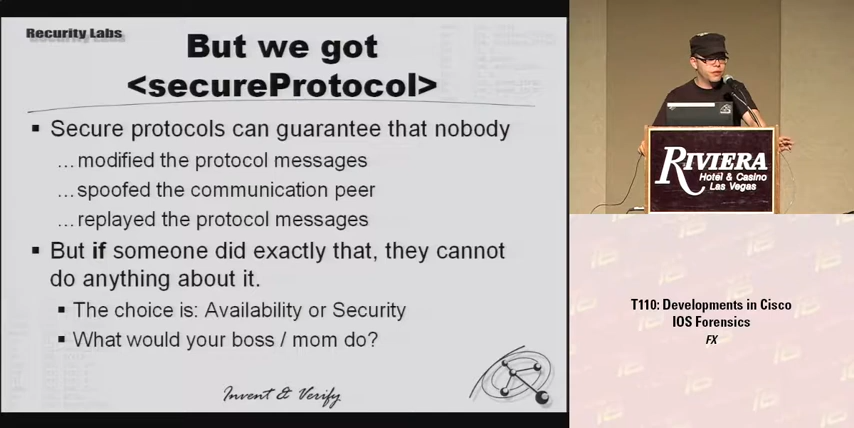 Recurity Labs
But we got
<secureProtocol>
▪ Secure protocols can guarantee that nobody
...modified the protocol messages
...spoofed the communication peer
...replayed the protocol messages
▪ But if someone did exactly that, they cannot
do anything about it.
▪ The choice is: Availability or Security
▪ What would your boss / mom do?
Invent & Verify
RIVIERA
Hotel & Casino
Las Vegas
T110: Developments in Cisco
IOS Forensics
FX